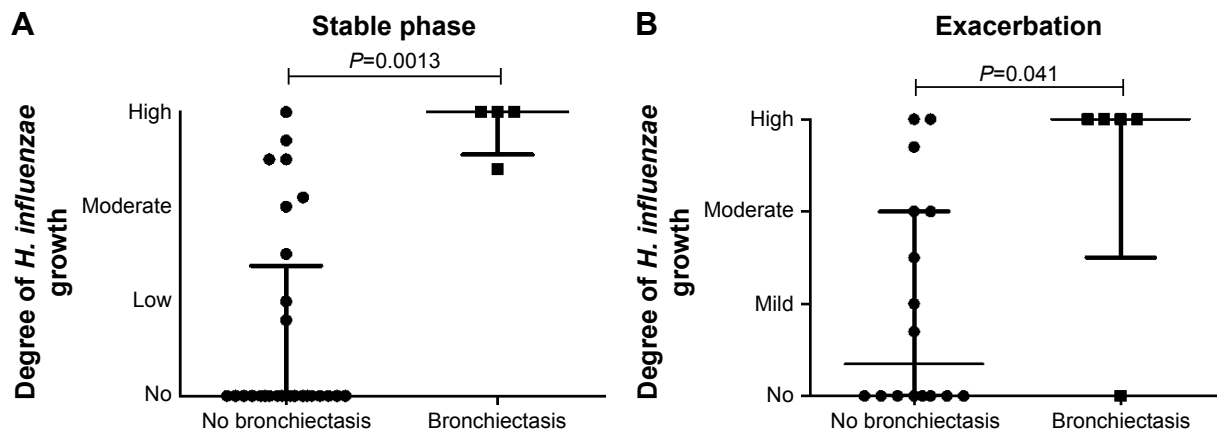 A
Stable phase
P=0.0013
Degree of H. influenzae
growth
High
Moderate
Low
No
No bronchiectasis
Bronchiectasis
B
Exacerbation
P=0.041
Degree of H. influenzae
growth
High
Moderate
Mild
No
No bronchiectasis
Bronchiectasis